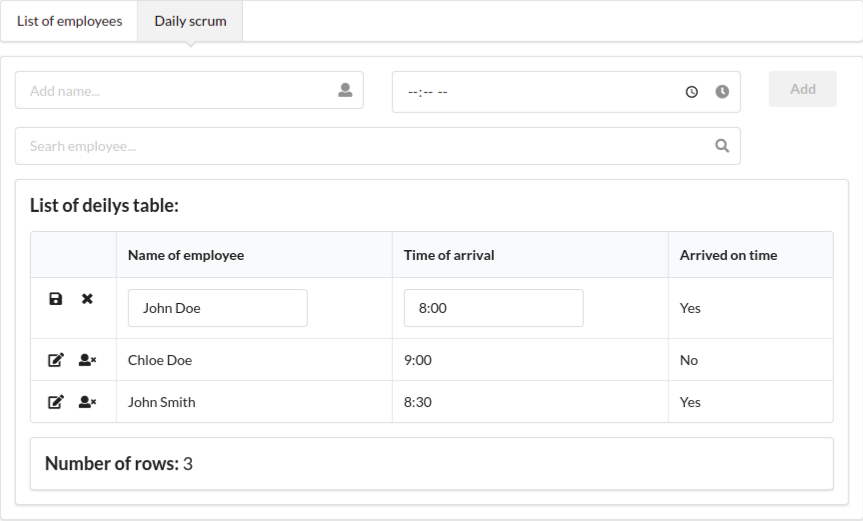 List of employees Daily scrum
Add name... --:-- -- Add
Searh employee...
List of deilys table:
Name of employee Time of arrival Arrived on time
John Doe 8:00 Yes
Chloe Doe 9:00 No
John Smith 8:30 Yes
Number of rows: 3